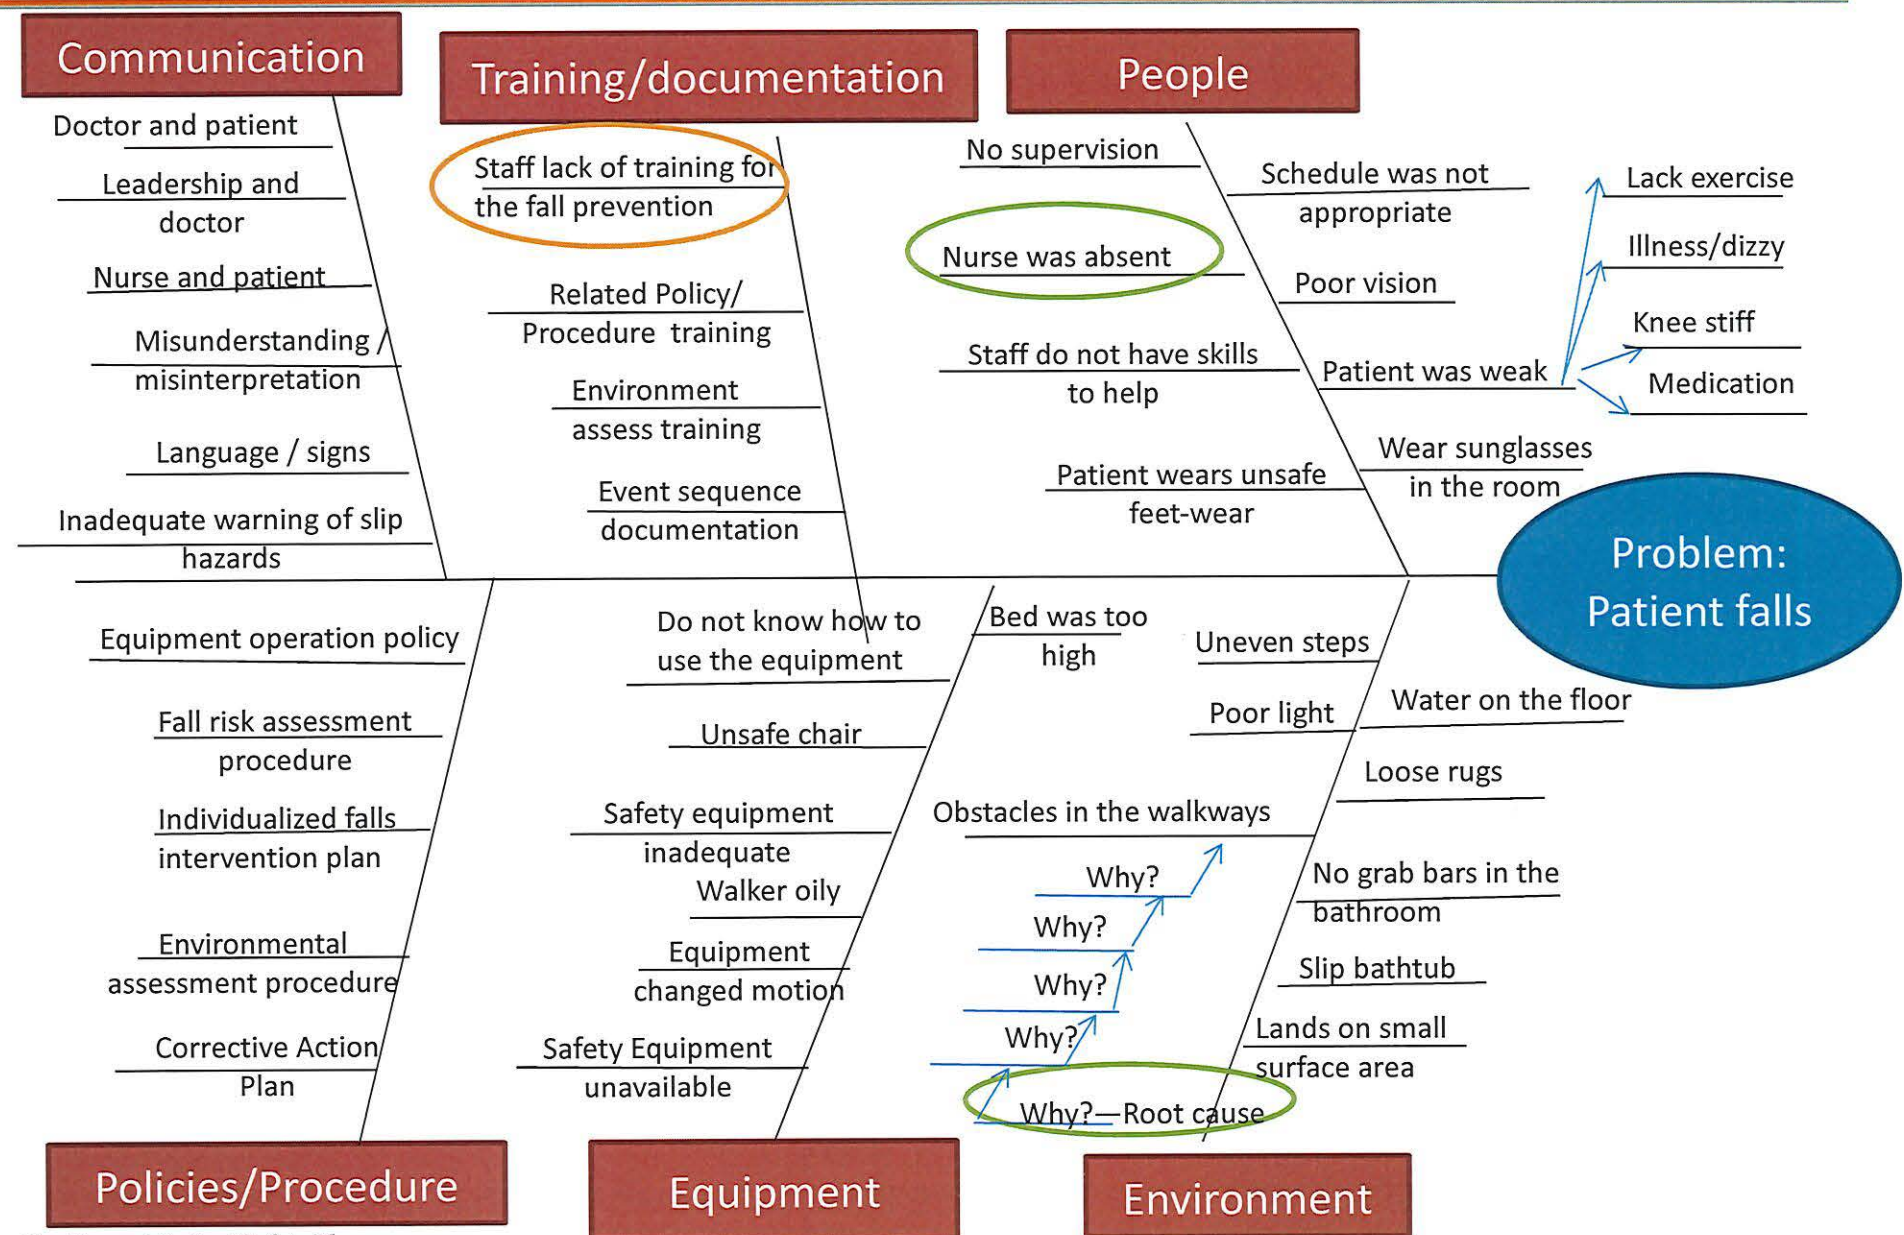 Communication
Training/documentation
People
Doctor and patient
Leadership and
doctor
Nurse and patient
Misunderstanding /
misinterpretation
Language / signs
Inadequate warning of slip
hazards
Staff lack of training for
the fall prevention
Related Policy/
Procedure training
Environment
assess training
Event sequence
documentation
No supervision
Nurse was absent
Staff do not have skills
to help
Patient wears unsafe
feet-wear
Schedule was not
appropriate
Poor vision
Patient was weak
Wear sunglasses
in the room
Lack exercise
Illness/dizzy
Knee stiff
Medication
Problem:
Patient falls
Equipment operation policy
Fall risk assessment
procedure
Individualized falls
intervention plan
Environmental
assessment procedure
Corrective Action
Plan
Do not know how to
use the equipment
Unsafe chair
Safety equipment
inadequate
Walker oily
Equipment
changed motion
Safety Equipment
unavailable
Bed was too
high
Uneven steps
Poor light
Obstacles in the walkways
Why?
Why?
Why?
Why?
Why?—Root cause
Water on the floor
Loose rugs
No grab bars in the
bathroom
Slip bathtub
Lands on small
surface area
Policies/Procedure
Equipment
Environment